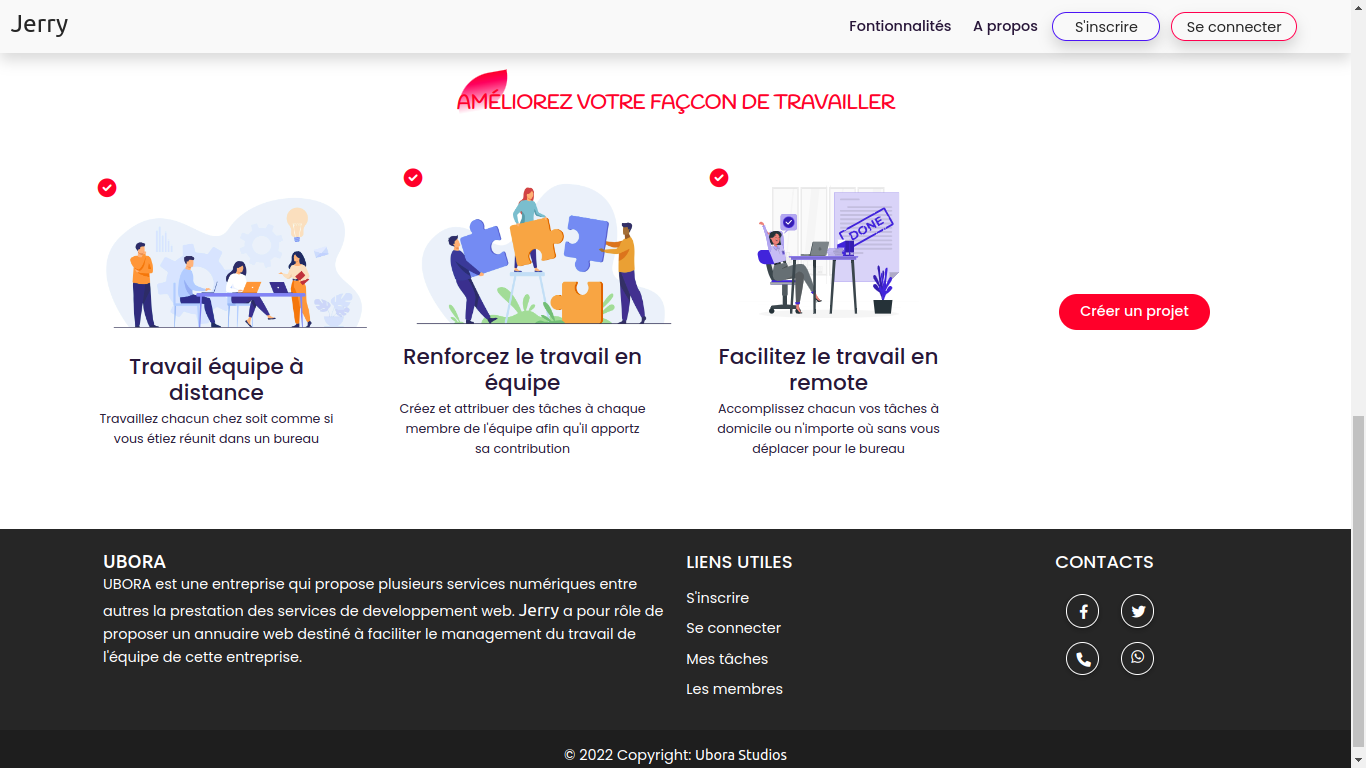 Jerry
Fontionnalités
A propos
S'inscrire
Se connecter
AMÉLIOREZ VOTRE FAÇCON DE TRAVAILLER
DONE
Travail équipe à
distance
Travaillez chacun chez soit comme si
vous étiez réunit dans un bureau
Renforcez le travail en
équipe
Créez et attribuer des tâches à chaque
membre de l'équipe afin qu'il apportz
sa contribution
Facilitez le travail en
remote
Accomplissez chacun vos tâches à
domicile ou n'importe où sans vous
déplacer pour le bureau
Créer un projet
UBORA
UBORA est une entreprise qui propose plusieurs services numériques entre
autres la prestation des services de developpement web. Jerry a pour rôle de
proposer un annuaire web destiné à faciliter le management du travail de
l'équipe de cette entreprise.
LIENS UTILES
S'inscrire
Se connecter
Mes tâches
Les membres
CONTACTS
© 2022 Copyright: Ubora Studios